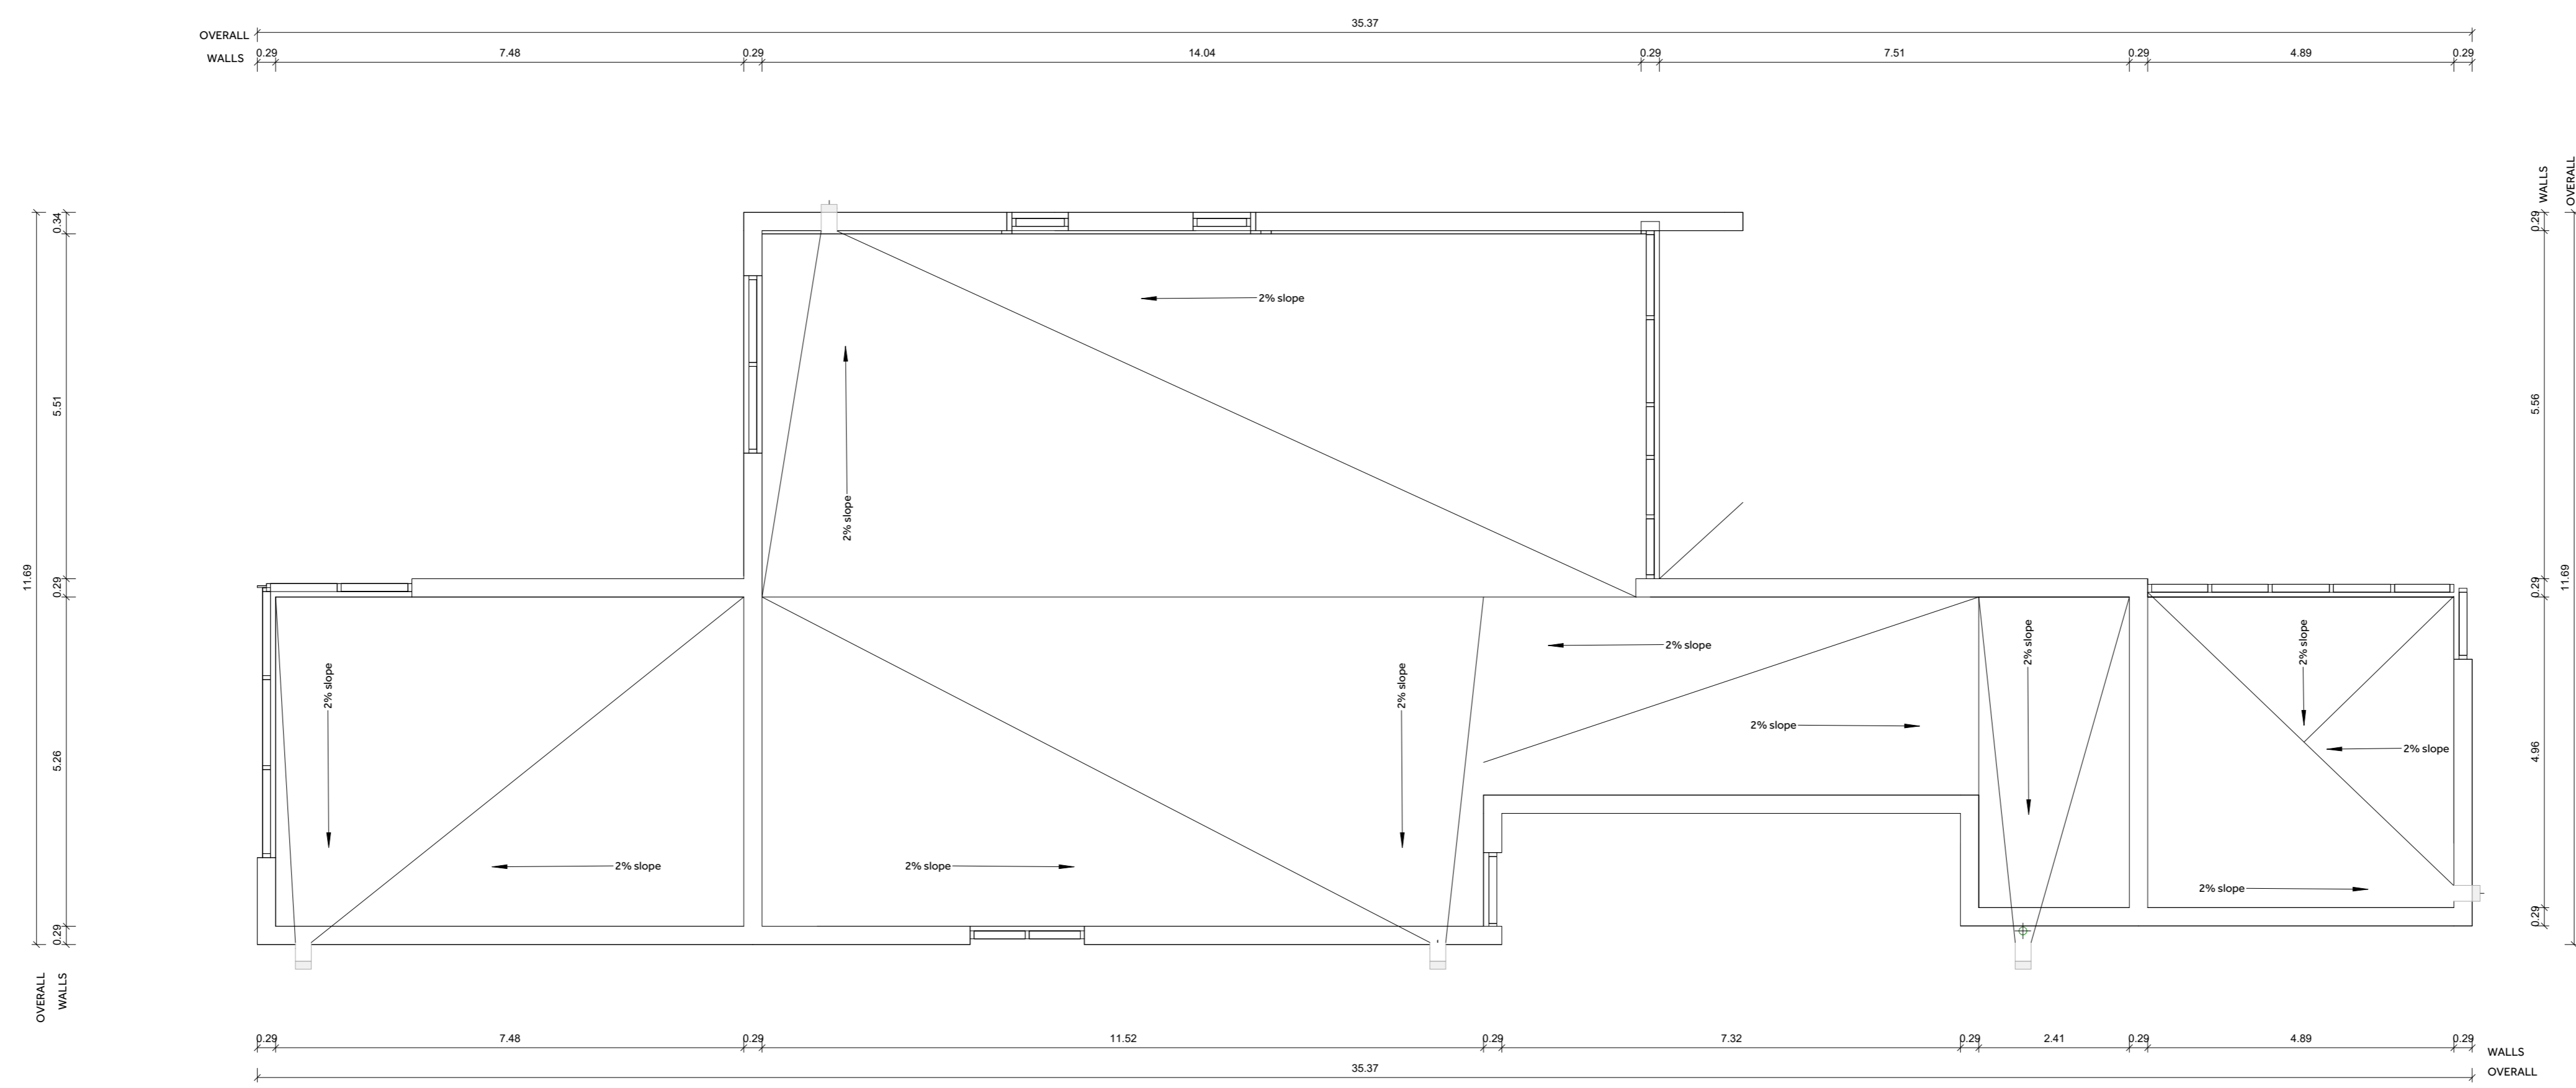 35.37
OVERALL
WALLS 0.29 7.48 0.29 14.04 0.29 7.51 0.29 4.89 0.29
WALLS OVERALL
0.34 0.29
2% slope
5.51 5.56
2% slope
11.69 0.29 0.29 11.69
2% slope 2% slope 2% slope 2% slope 2% slope
2% slope
5.26 4.96
2% slope
2% slope 2% slope
2% slope
0.29 0.29
OVERALL WALLS
0.29 7.48 0.29 11.52 0.29 7.32 0.29 2.41 0.29 4.89 0.29
WALLS
35.37
OVERALL